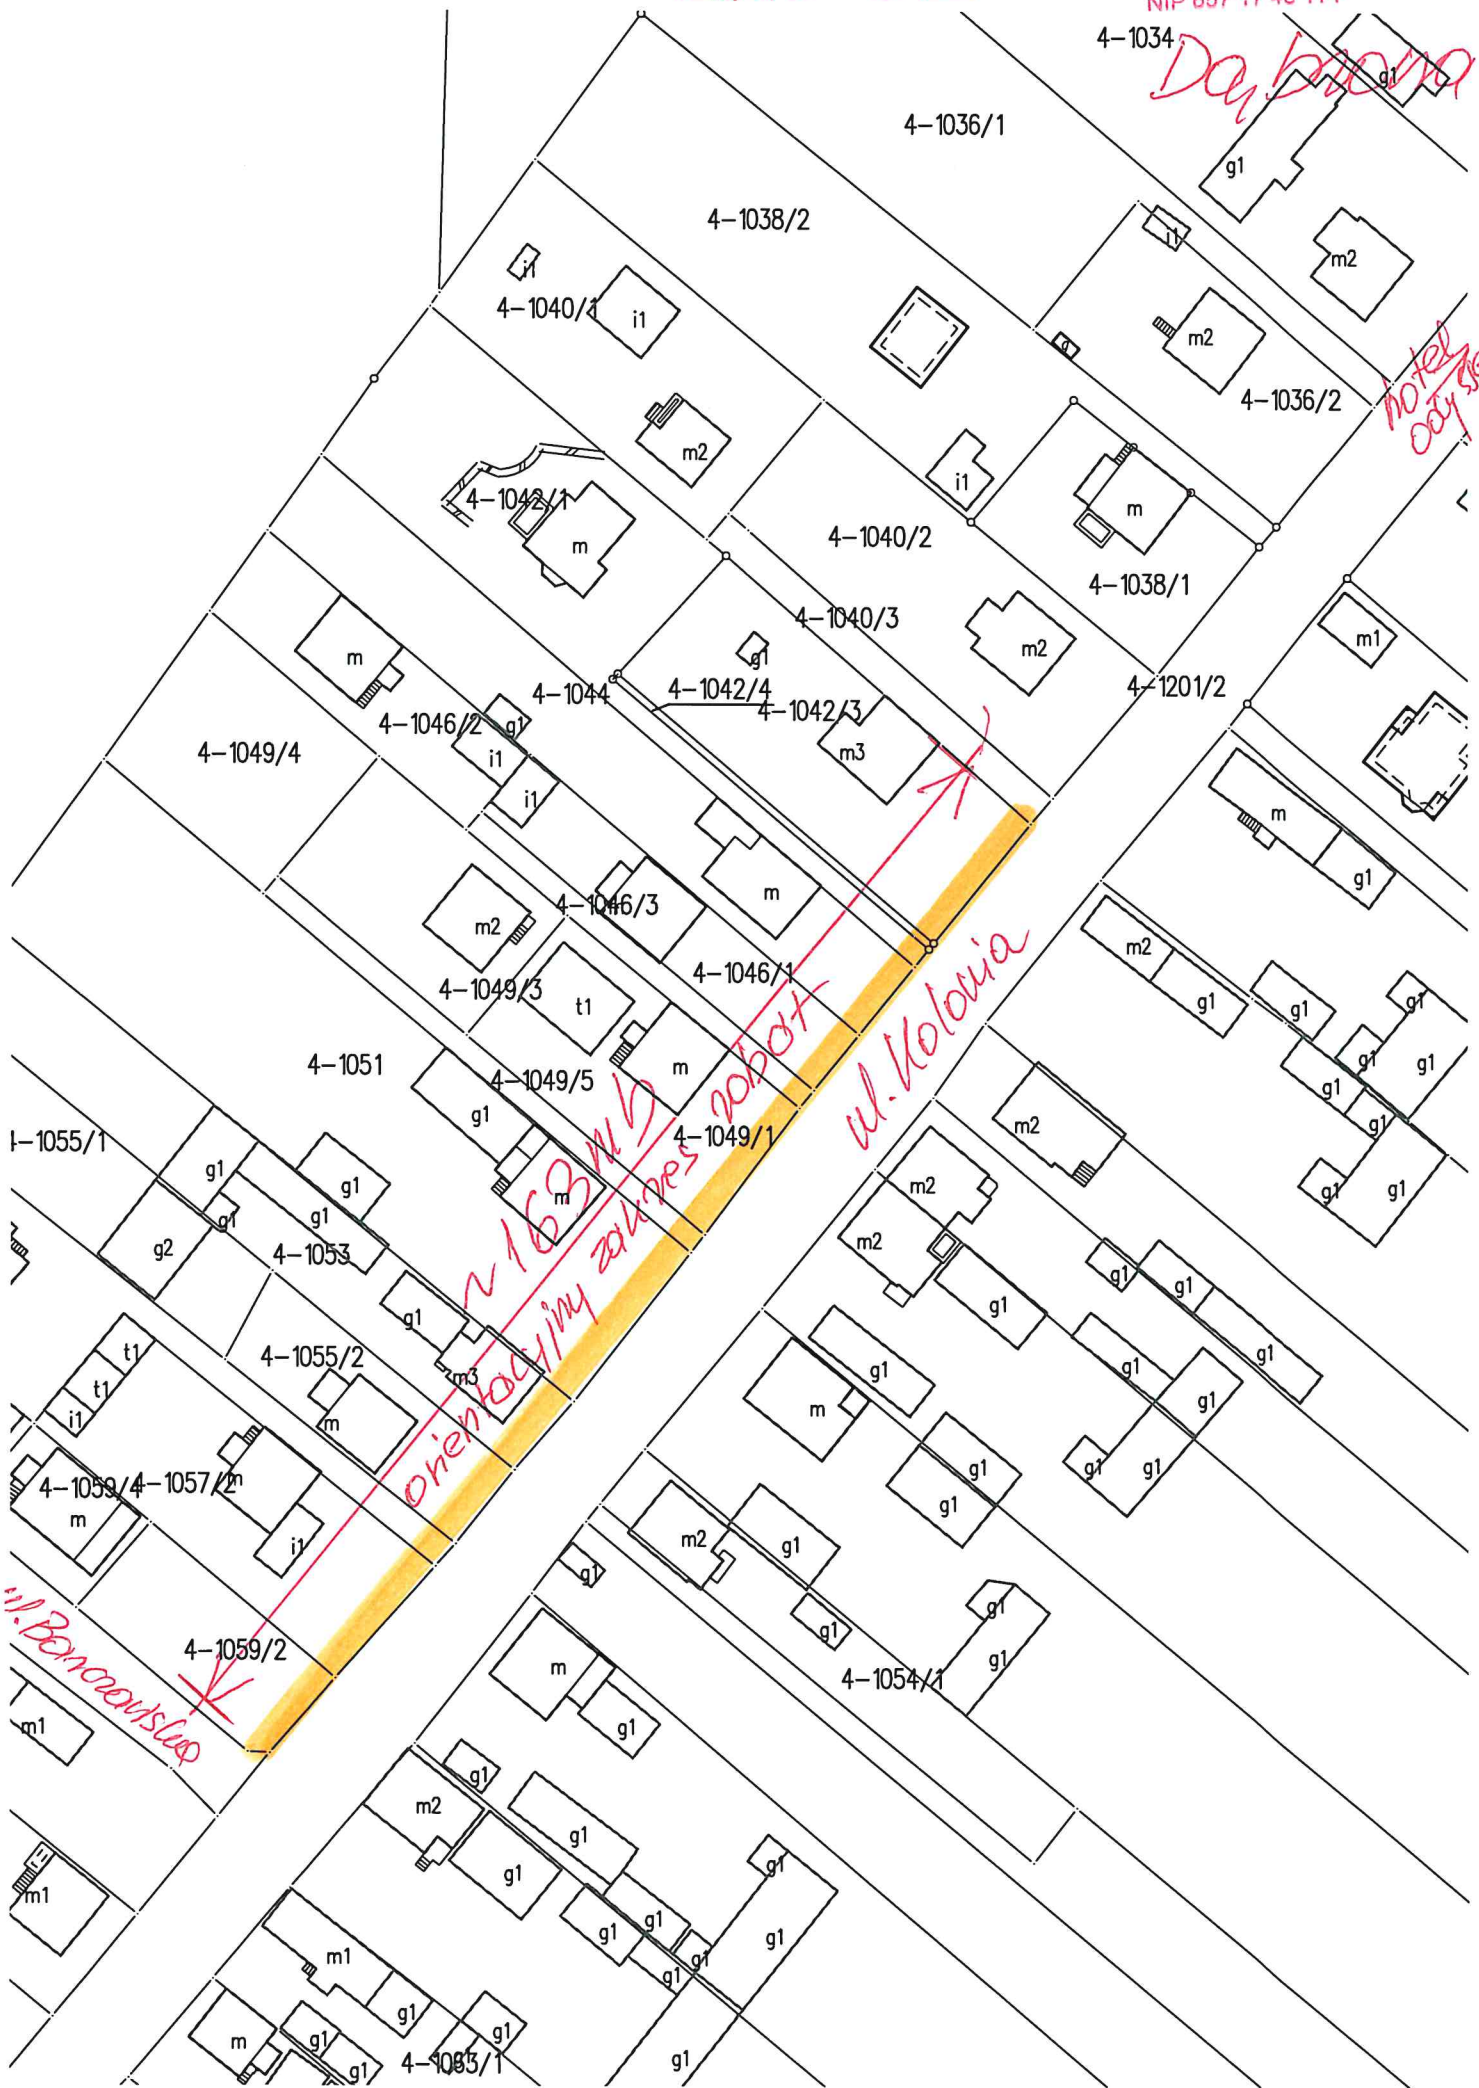 4-1034
Dąbrowa
g1
4-1036/1
g1
4-1038/2
i1
m2
i1
4-1040/1
i1
m2
g
4-1036/2
hotel
m2
i1
m
4-1042/1
m
4-1040/2
4-1038/1
4-1040/3
m1
m2
g1
m
4-1044
4-1042/4
4-1201/2
4-1046/2
g1
4-1042/3
4-1049/4
i1
m3
i1
m
g1
m
4-1046/3
m2
m2
4-1046/1
ul. Kolonia
4-1049/3
t1
g1
g1
g1
4-1051
m
g1
g1
g1
4-1049/5
g1
g1
m2
4-1055/1
4-1049/1
g1
g1
m2
g1
g1
m
~ 163 mb
orientacyjny zakres robót
g1
g1
m2
g2
4-1053
g1
g1
g1
g1
g1
t1
4-1055/2
m3
g1
g1
t1
g1
i1
m
m
g1
g1
g1
4-1059/4
4-1057/2
m
g1
m
m2
g1
i1
g1
g1
g1
4-1059/2
m
g1
4-1054/1
m1
g1
g1
m2
g1
g1
g1
m1
g1
g1
g1
m1
g1
g1
g1
m
g1
g1
g1
4-1063/1
g1